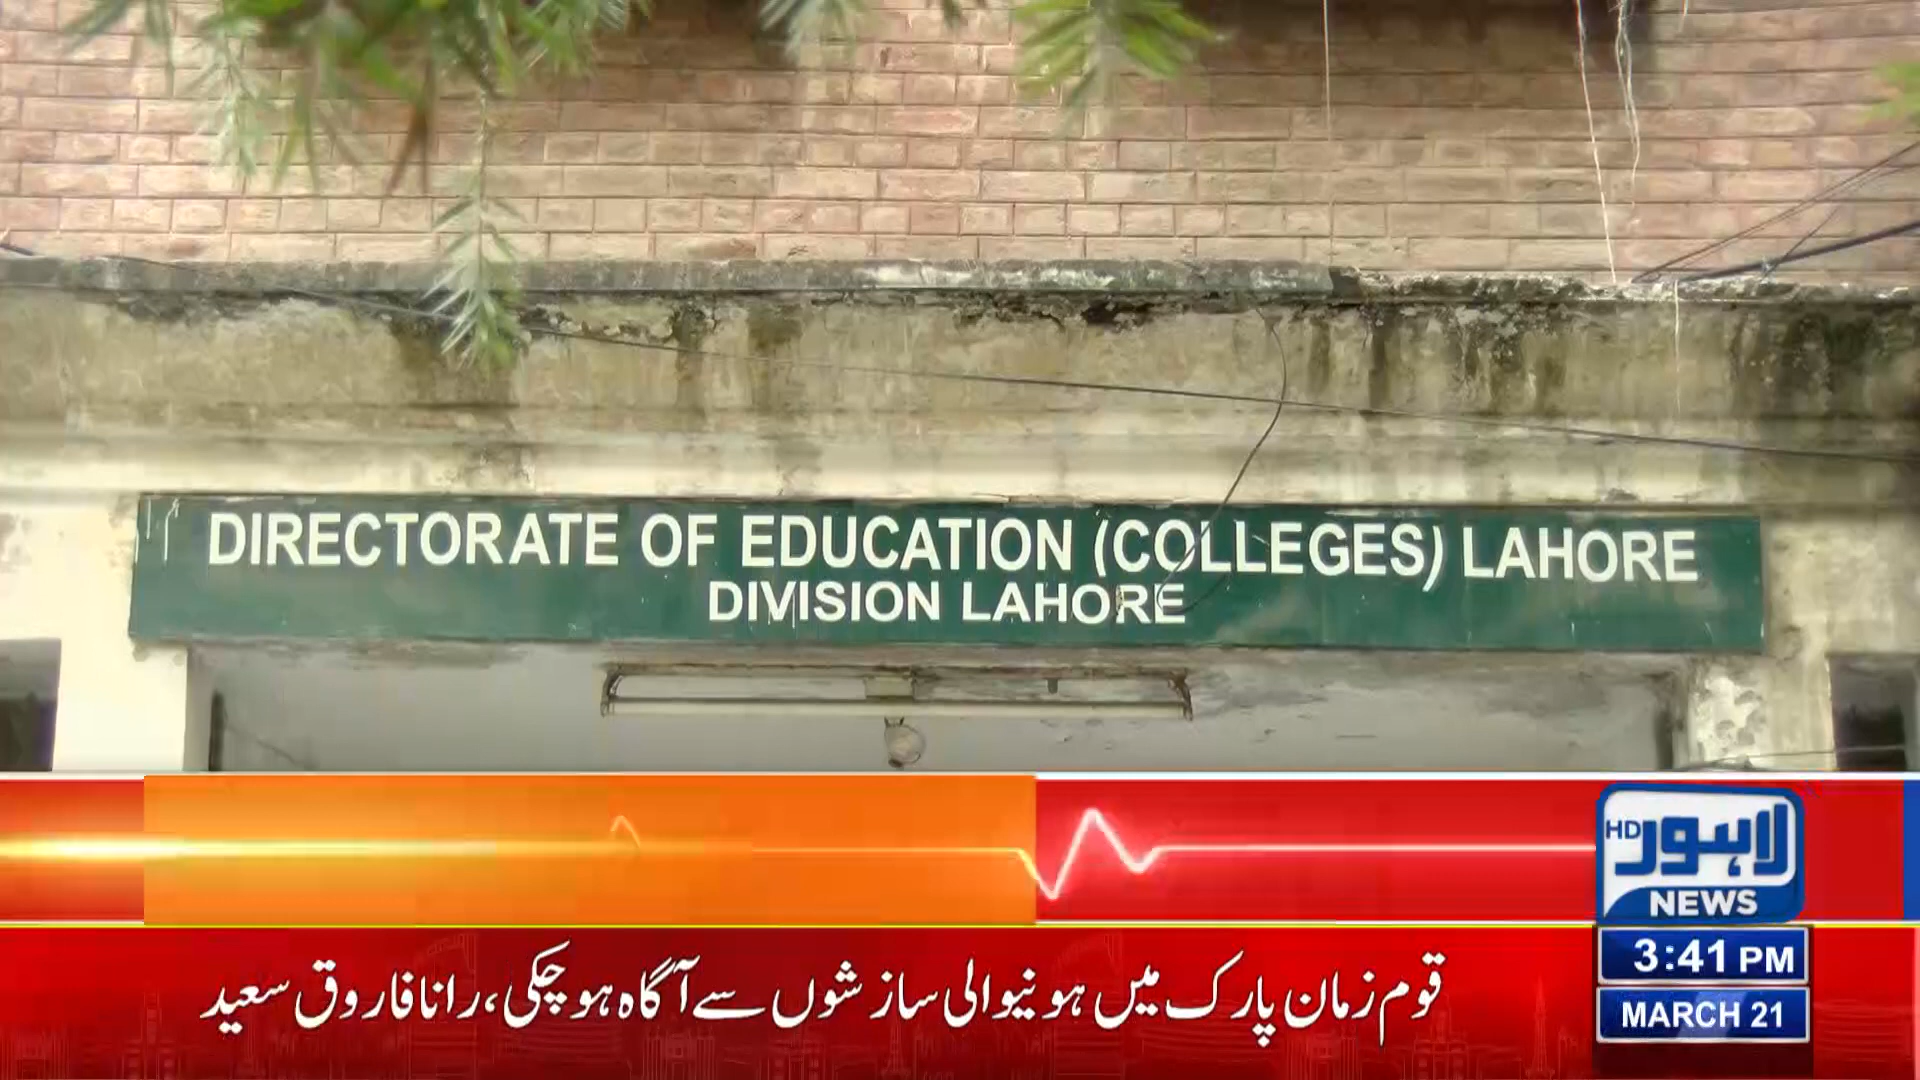 DIRECTORATE OF EDUCATION (COLLEGES) LAHORE
DIVISION LAHORE
HD لاہور
NEWS
3:41 PM
قوم زمان پارک میں ہونیوالی سازشوں سے آگاہ ہو چکی، رانا فاروق سعید
MARCH 21